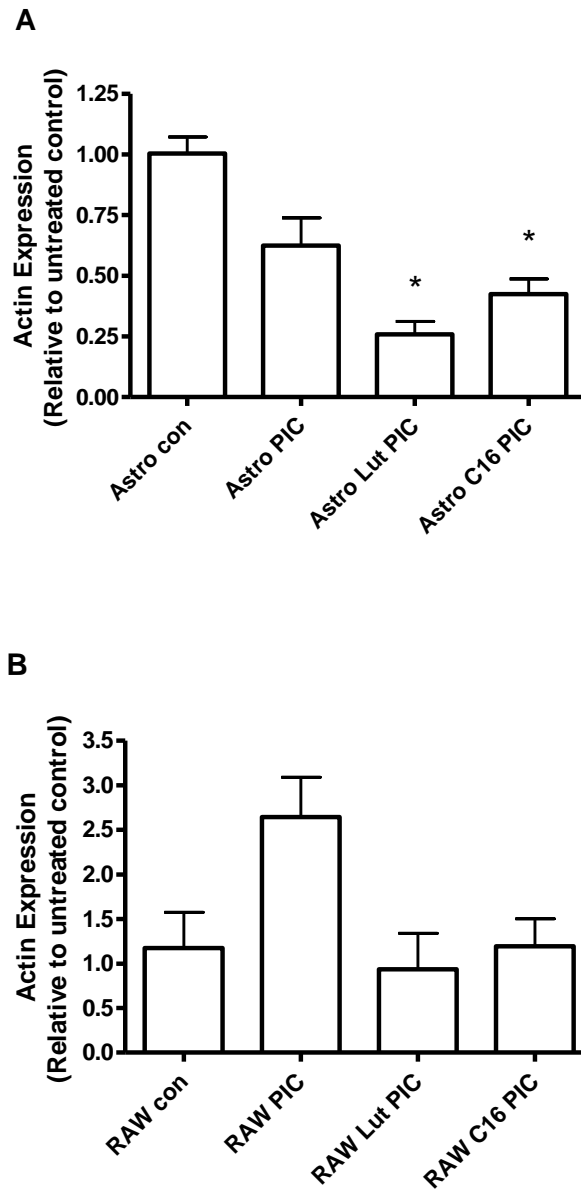 A
Actin Expression
(Relative to untreated control)
1.25
1.00
0.75
0.50
0.25
0.00
*
*
Astro con
Astro PIC
Astro Lut PIC
Astro C16 PIC
B
Actin Expression
(Relative to untreated control)
3.5
3.0
2.5
2.0
1.5
1.0
0.5
0.0
RAW con
RAW PIC
RAW Lut PIC
RAW C16 PIC